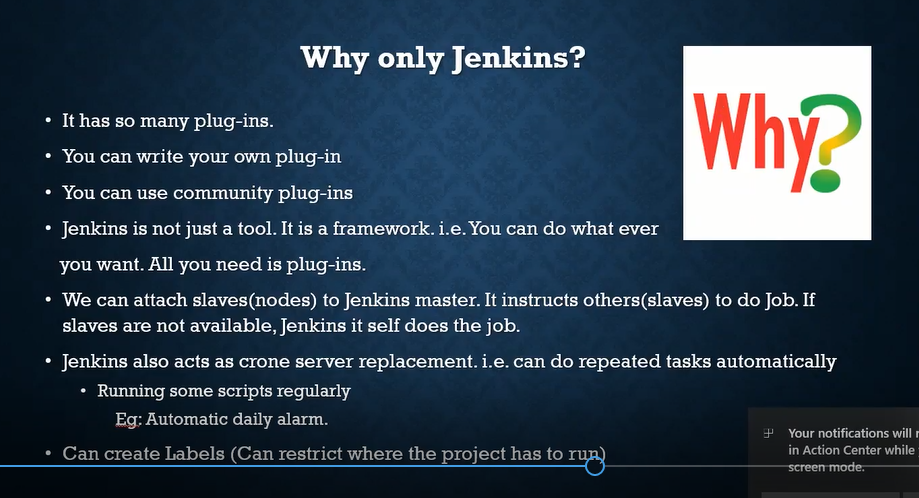 Why only Jenkins?
Why?
• It has so many plug-ins.
• You can write your own plug-in
• You can use community plug-ins
• Jenkins is not just a tool. It is a framework. i.e. You can do what ever
you want. All you need is plug-ins.
• We can attach slaves(nodes) to Jenkins master. It instructs others(slaves) to do Job. If
slaves are not available, Jenkins it self does the job.
• Jenkins also acts as crone server replacement. i.e. can do repeated tasks automatically
• Running some scripts regularly
Eg: Automatic daily alarm.
• Can create Labels (Can restrict where the project has to run)
Your notifications will
in Action Center while
screen mode.